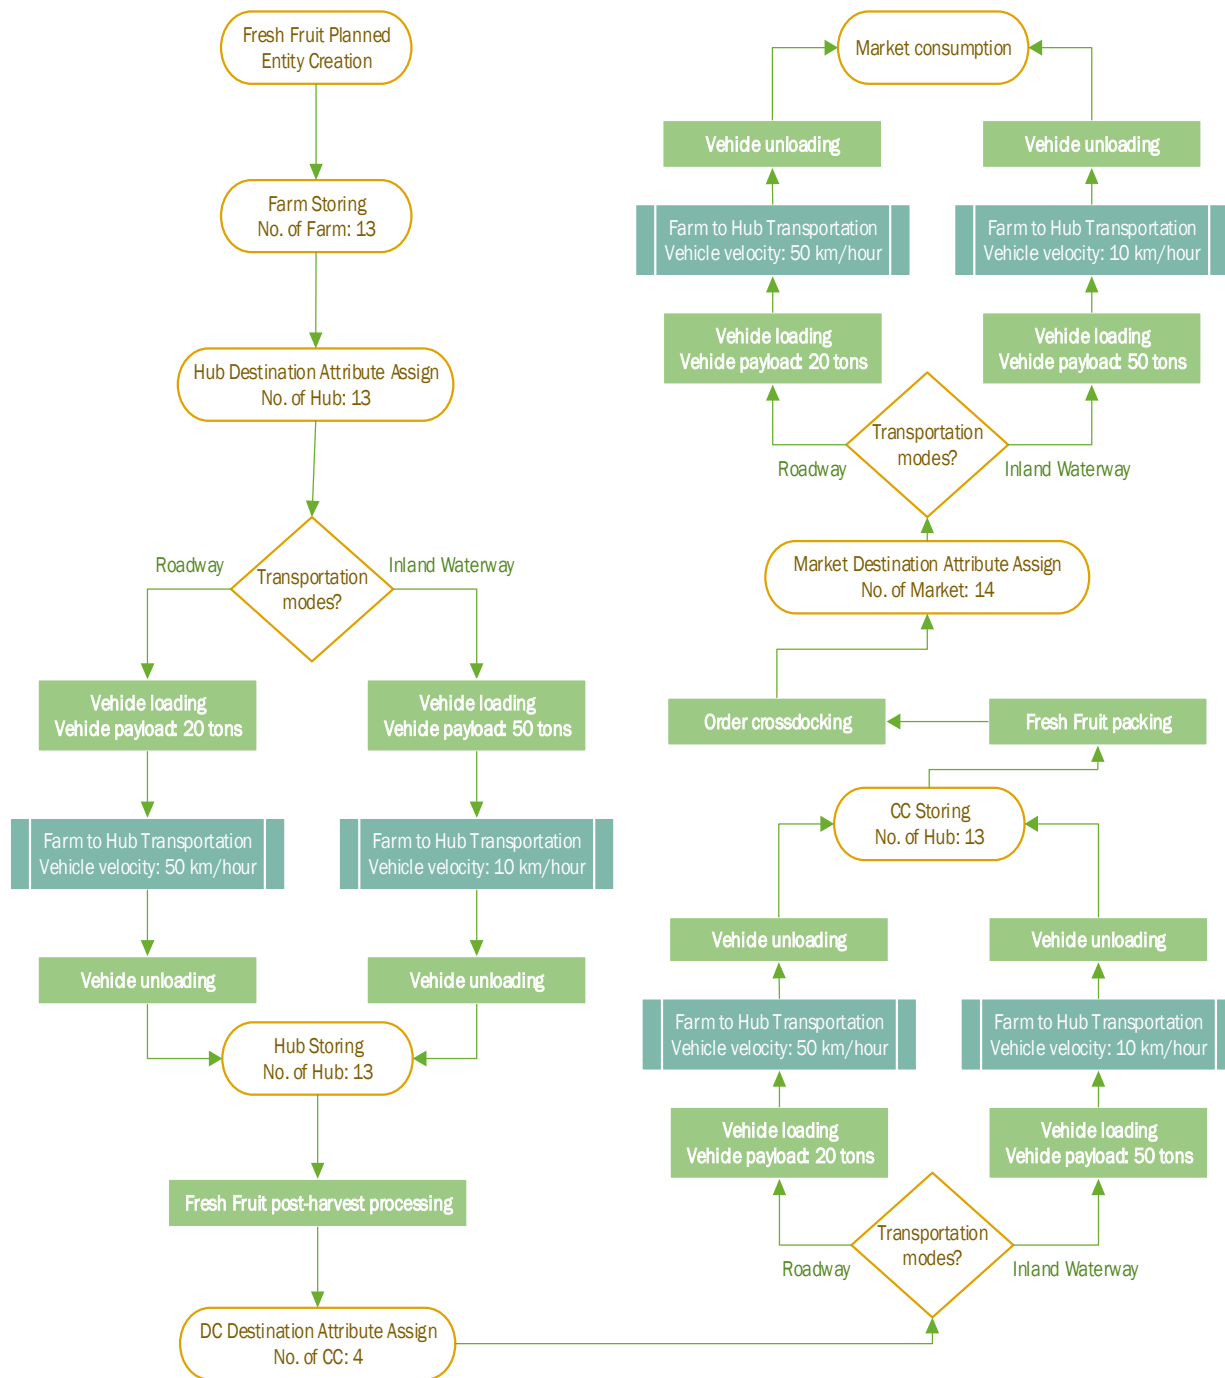 Fresh Fruit Planned
Entity Creation
Farm Storing
No. of Farm: 13
Hub Destination Attribute Assign
No. of Hub: 13
Transportation
modes?
Roadway
Inland Waterway
Vehicle loading
Vehicle payload: 20 tons
Vehicle loading
Vehicle payload: 50 tons
Farm to Hub Transportation
Vehicle velocity: 50 km/hour
Farm to Hub Transportation
Vehicle velocity: 10 km/hour
Vehicle unloading
Vehicle unloading
Hub Storing
No. of Hub: 13
Fresh Fruit post-harvest processing
DC Destination Attribute Assign
No. of CC: 4
Transportation
modes?
Roadway
Inland Waterway
Vehicle loading
Vehicle payload: 20 tons
Vehicle loading
Vehicle payload: 50 tons
Farm to Hub Transportation
Vehicle velocity: 50 km/hour
Farm to Hub Transportation
Vehicle velocity: 10 km/hour
Vehicle unloading
Vehicle unloading
CC Storing
No. of Hub: 13
Fresh Fruit packing
Order crossdocking
Market Destination Attribute Assign
No. of Market: 14
Transportation
modes?
Roadway
Inland Waterway
Vehicle loading
Vehicle payload: 20 tons
Vehicle loading
Vehicle payload: 50 tons
Farm to Hub Transportation
Vehicle velocity: 50 km/hour
Farm to Hub Transportation
Vehicle velocity: 10 km/hour
Vehicle unloading
Vehicle unloading
Market consumption